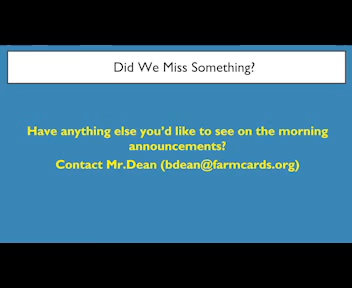 Did We Miss Something?
Have anything else you'd like to see on the morning
announcements?
Contact Mr.Dean (bdean@farmcards.org)